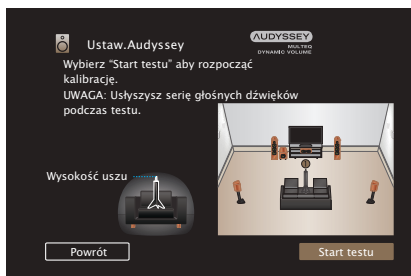 Ustaw.Audyssey
AUDYSSEY
MULTEQ
DYNAMIC VOLUME
Wybierz "Start testu" aby rozpocząć
kalibrację.
UWAGA: Usłyszysz serię głośnych dźwięków
podczas testu.
Wysokość uszu
Powrót
Start testu